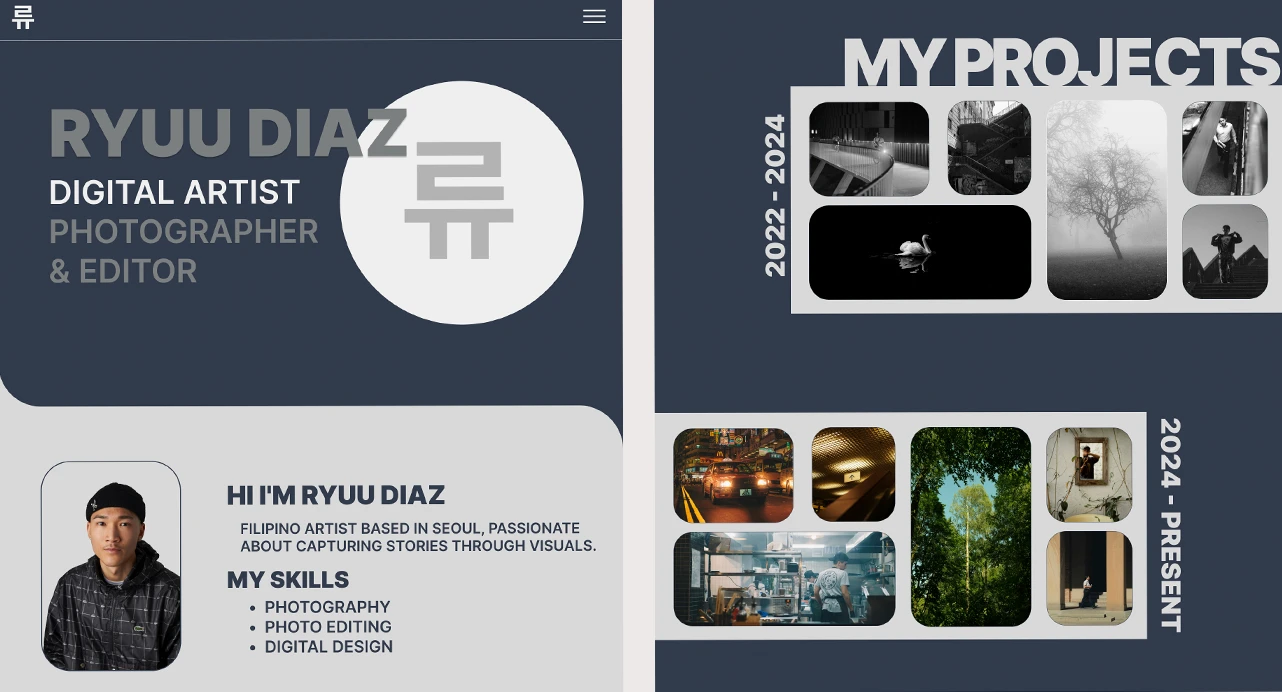 류
RYUU DIAZ
류
DIGITAL ARTIST
PHOTOGRAPHER
& EDITOR
HI I'M RYUU DIAZ
FILIPINO ARTIST BASED IN SEOUL, PASSIONATE
ABOUT CAPTURING STORIES THROUGH VISUALS.
MY SKILLS
• PHOTOGRAPHY
• PHOTO EDITING
• DIGITAL DESIGN
MY PROJECTS
2022 - 2024
2024 - PRESENT